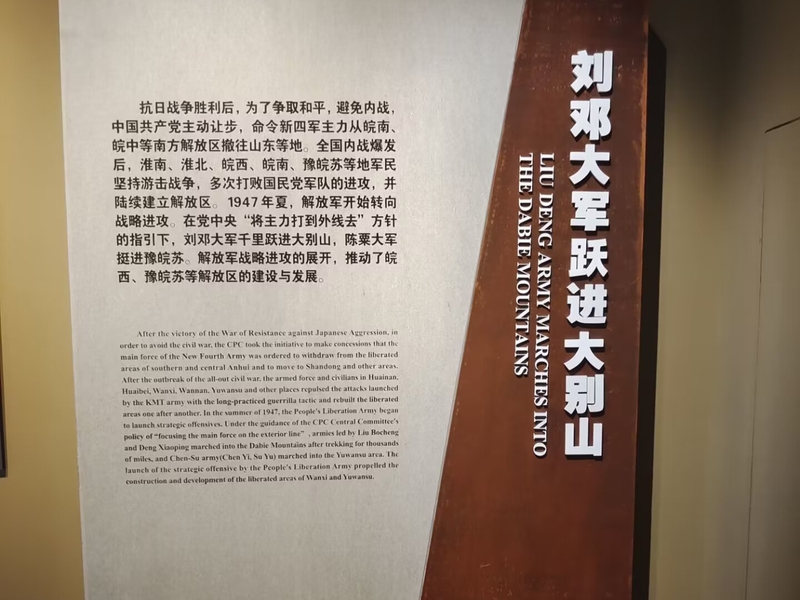 刘邓大军跃进大别山
LIU DENG ARMY MARCHES INTO
THE DABIE MOUNTAINS
抗日战争胜利后，为了争取和平，避免内战，
中国共产党主动让步，命令新四军主力从皖南、
皖中等南方解放区撤往山东等地。全国内战爆发
后，淮南、淮北、皖西、皖南、豫皖苏等地军民
坚持游击战争，多次打败国民党军队的进攻，并
陆续建立解放区。1947年夏，解放军开始转向
战略进攻。在党中央“将主力打到外线去”方针
的指引下，刘邓大军千里跃进大别山，陈粟大军
挺进豫皖苏。解放军战略进攻的展开，推动了皖
西、豫皖苏等解放区的建设与发展。
After the victory of the War of Resistance against Japanese Aggression, in
order to avoid the civil war, the CPC took the initiative to make concessions that the
main force of the New Fourth Army was ordered to withdraw from the liberated
areas of southern and central Anhui and to move to Shandong and other areas.
After the outbreak of the all-out civil war, the armed force and civilians in Huainan,
Huaibei, Wanxi, Wannan, Yuwansu and other places repulsed the attacks launched
by the KMT army with the long-practiced guerrilla tactic and rebuilt the liberated
areas one after another. In the summer of 1947, the People's Liberation Army began
to launch strategic offensives. Under the guidance of the CPC Central Committee's
policy of “focusing the main force on the exterior line”, armies led by Liu Bocheng
and Deng Xiaoping marched into the Dabie Mountains after trekking for thousands
of miles, and Chen-Su army(Chen Yi, Su Yu) marched into the Yuwansu area. The
launch of the strategic offensive by the People's Liberation Army propelled the
construction and development of the liberated areas of Wanxi and Yuwansu.